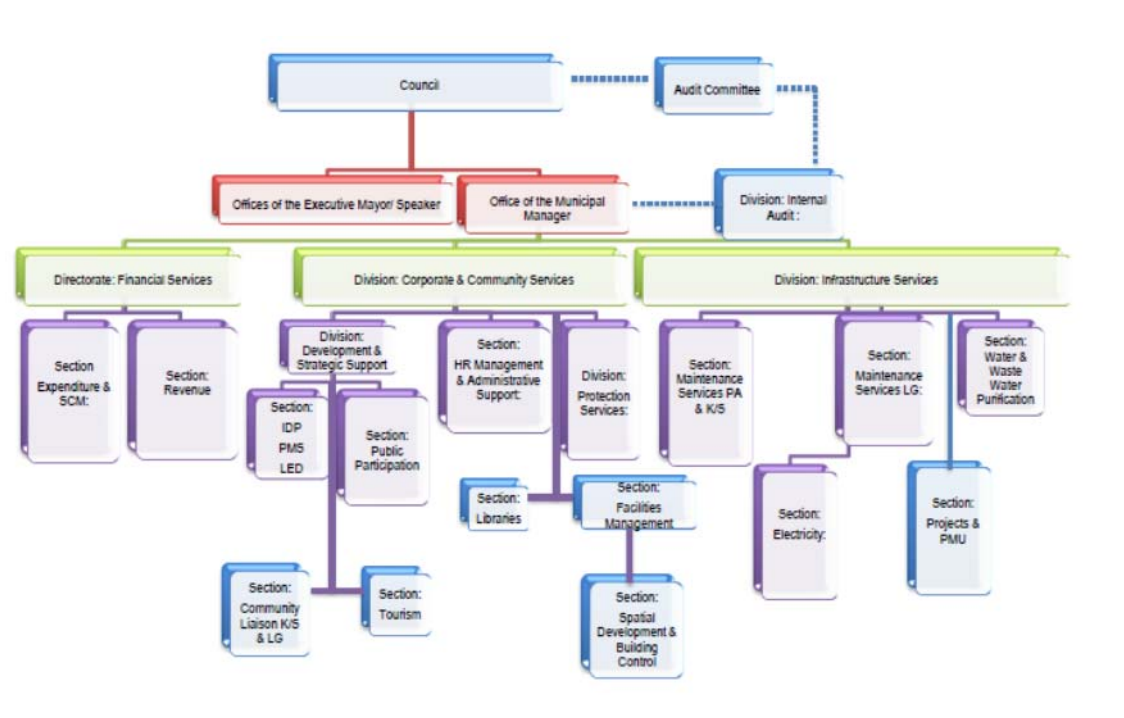 Council
Audit Committee
Offices of the Executive Mayor/ Speaker
Office of the Municipal
Manager
Division: Internal
Audit :
Directorate: Financial Services
Division: Corporate & Community Services
Division: Infrastructure Services
Section
Expenditure &
SCM:
Section:
Revenue
Division:
Development &
Strategic Support
Section:
HR Management
& Administrative
Support:
Division:
Protection
Services:
Section:
Maintenance
Services PA
& K/S
Section:
Maintenance
Services LG:
Section:
Water &
Waste
Water
Purification
Section:
IDP
PMS
LED
Section:
Public
Participation
Section:
Libraries
Section:
Facilities
Management
Section:
Electricity:
Section:
Projects &
PMU
Section:
Community
Liaison K/S
& LG
Section:
Tourism
Section:
Spatial
Development &
Building
Control